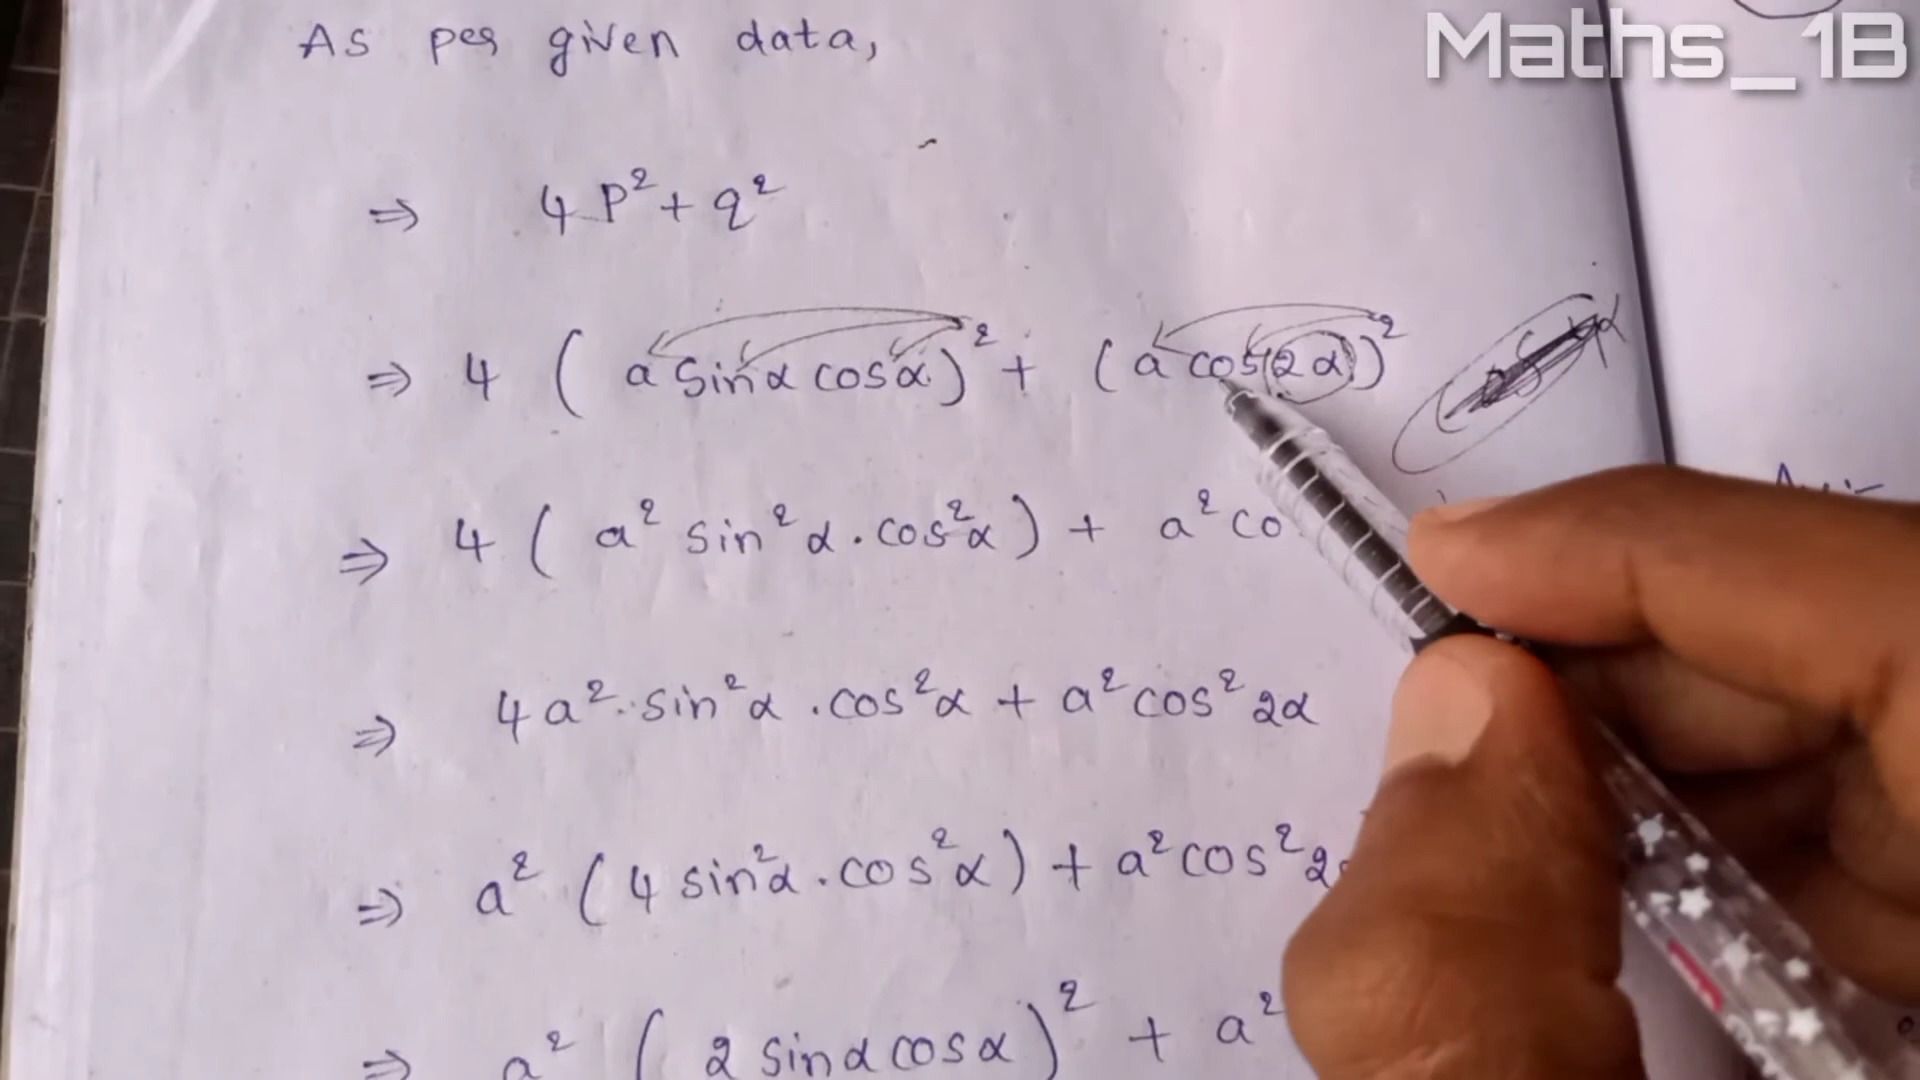 Maths_1B
As per given data,
⇒ 4P² + q²
⇒ 4 ( a sinα cosα )² + (a cos(2α))²
⇒ 4 ( a² sin²α . cos²α ) + a² co
⇒ 4a² . sin²α . cos²α + a² cos² 2α
⇒ a² ( 4 sin²α . cos²α ) + a² cos² 2
⇒ a² ( 2 sinα cosα )² + a²